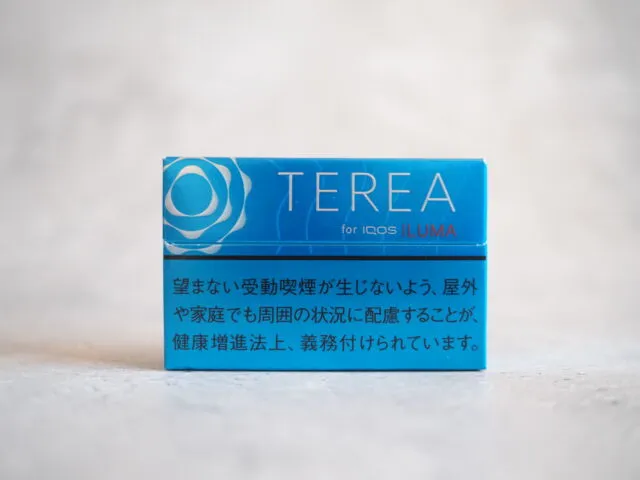 TEREA
for IQOS ILUMA
望まない受動喫煙が生じないよう、屋外
や家庭でも周囲の状況に配慮することが、
健康増進法上、義務付けられています。